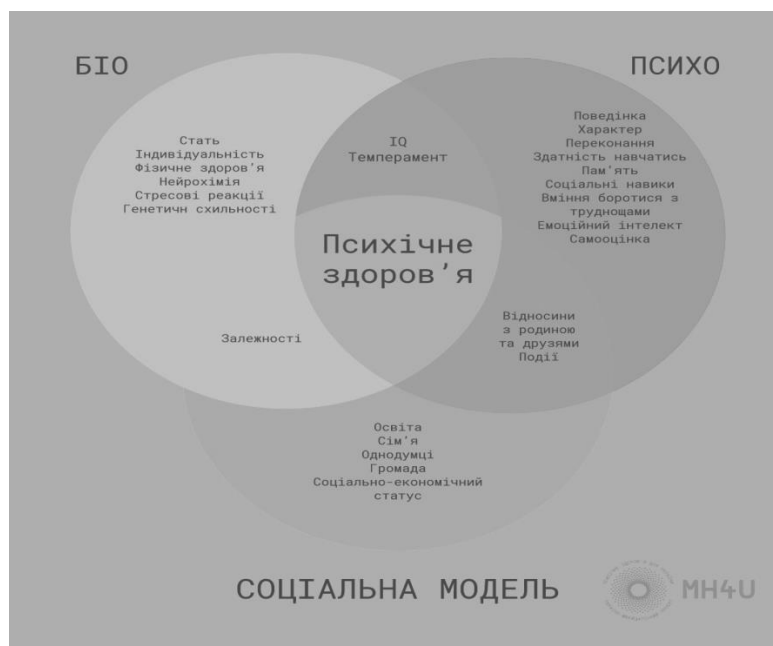 БІО
ПСИХО
Стать
Індивідуальність
Фізичне здоров'я
Нейрохімія
Стресові реакції
Генетичн схильності
IQ
Темперамент
Поведінка
Характер
Переконання
Здатність навчатись
Пам'ять
Соціальні навики
Вміння боротися з
труднощами
Емоційний інтелект
Самооцінка
Психічне
здоров'я
Залежності
Відносини
з родиною
та друзями
Події
Освіта
Сім'я
Однодумці
Громада
Соціально-економічний
статус
СОЦІАЛЬНА МОДЕЛЬ
MH4U